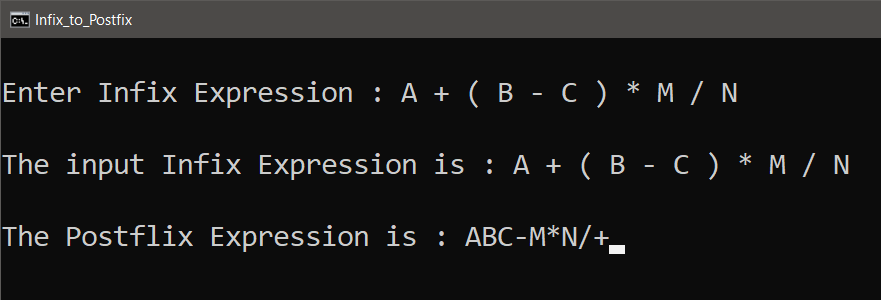 C:\.
Infix_to_Postfix
Enter Infix Expression : A + ( B - C ) * M / N
The input Infix Expression is : A + ( B - C ) * M / N
The Postflix Expression is : ABC-M*N/+